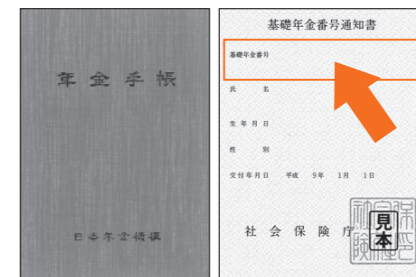 年金手帳
日本年金機構
基礎年金番号通知書
基礎年金番号
氏 名
生年月日
性 別
交付年月日 平成 9年 1月 1日
社会保険庁
見本